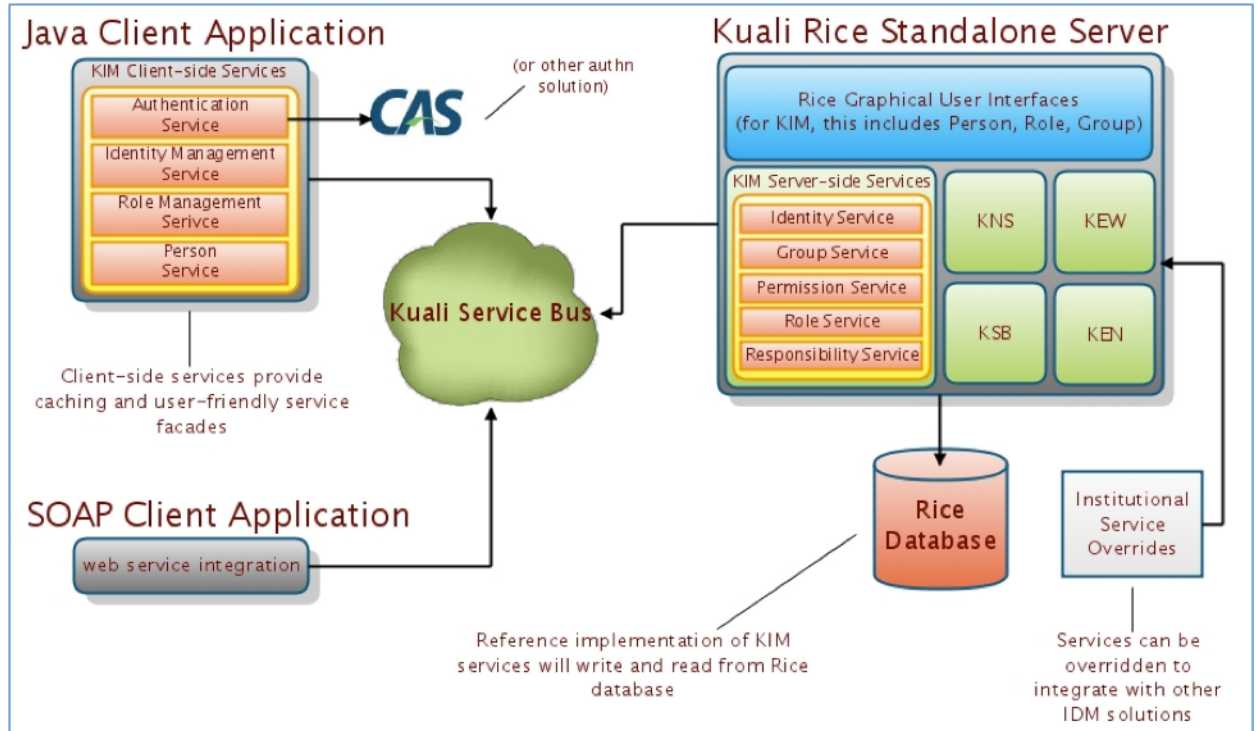 Java Client Application
KIM Client-side Services
Authentication
Service
Identity Management
Service
Role Management
Serivce
Person
Service
CAS
(or other authn
solution)
Client-side services provide
caching and user-friendly service
facades
Kuali Service Bus
SOAP Client Application
web service integration
Kuali Rice Standalone Server
Rice Graphical User Interfaces
(for KIM, this includes Person, Role, Group)
KIM Server-side Services
Identity Service
Group Service
Permission Service
Role Service
Responsibility Service
KNS
KEW
KSB
KEN
Rice
Database
Reference implementation of KIM
services will write and read from Rice
database
Institutional
Service
Overrides
Services can be
overridden to
integrate with other
IDM solutions